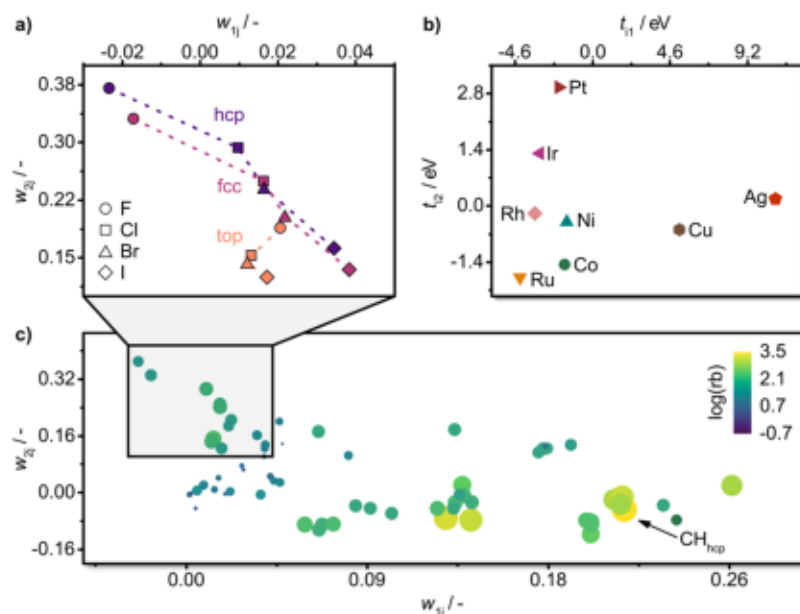 a)
w1j / -
-0.02 0.00 0.02 0.04
w2j / -
0.38
0.30
0.22
0.15
hcp
fcc
top
F
Cl
Br
I
b)
ti1 / eV
-4.6 0.0 4.6 9.2
ti2 / eV
2.8
1.4
0.0
-1.4
Pt
Ir
Rh
Ni
Ag
Cu
Co
Ru
c)
w2j / -
0.32
0.16
0.00
-0.16
log(rb)
3.5
2.1
0.7
-0.7
CHhcp
0.00 0.09 0.18 0.26